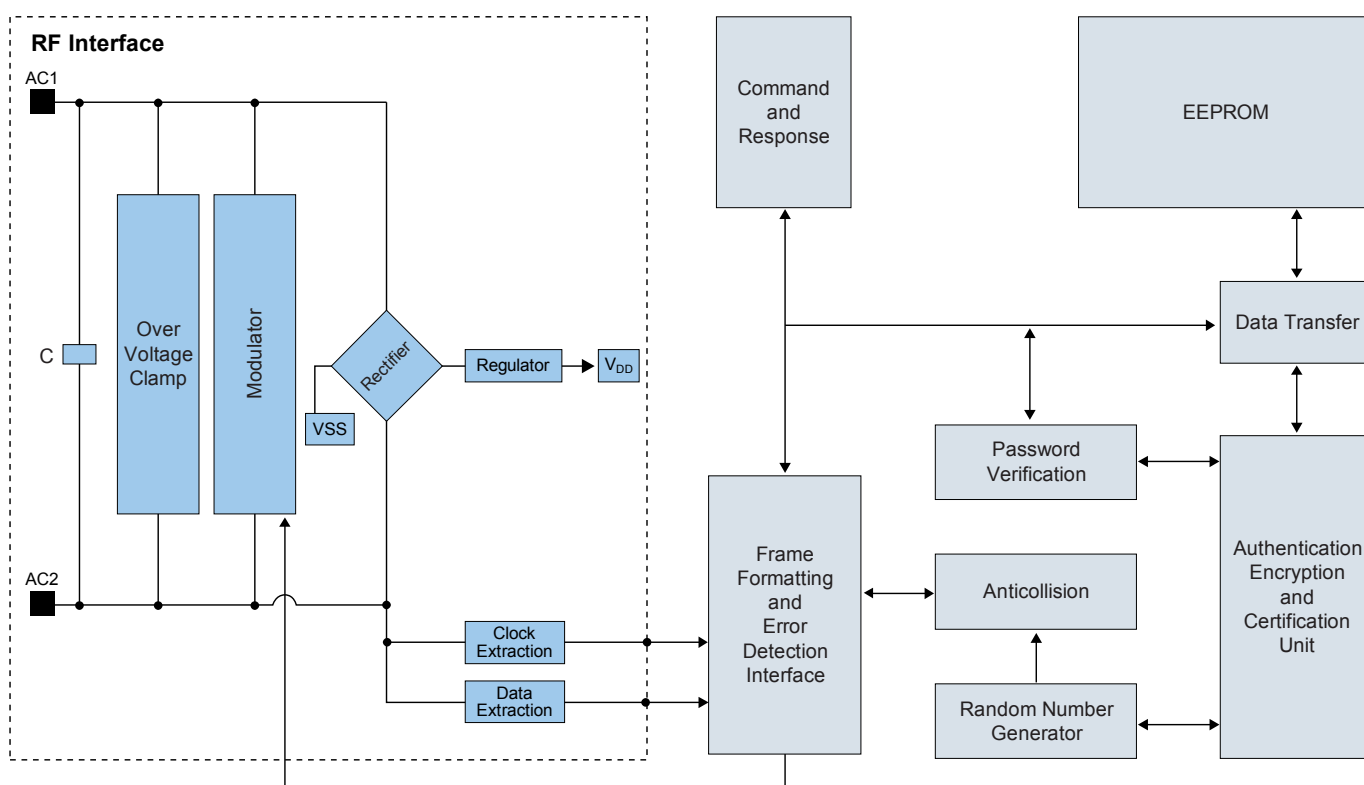 RF Interface
AC1
C
Over
Voltage
Clamp
Modulator
Rectifier
VSS
Regulator
VDD
AC2
Clock
Extraction
Data
Extraction
Command
and
Response
EEPROM
Data Transfer
Password
Verification
Frame
Formatting
and
Error
Detection
Interface
Anticollision
Random Number
Generator
Authentication
Encryption
and
Certification
Unit